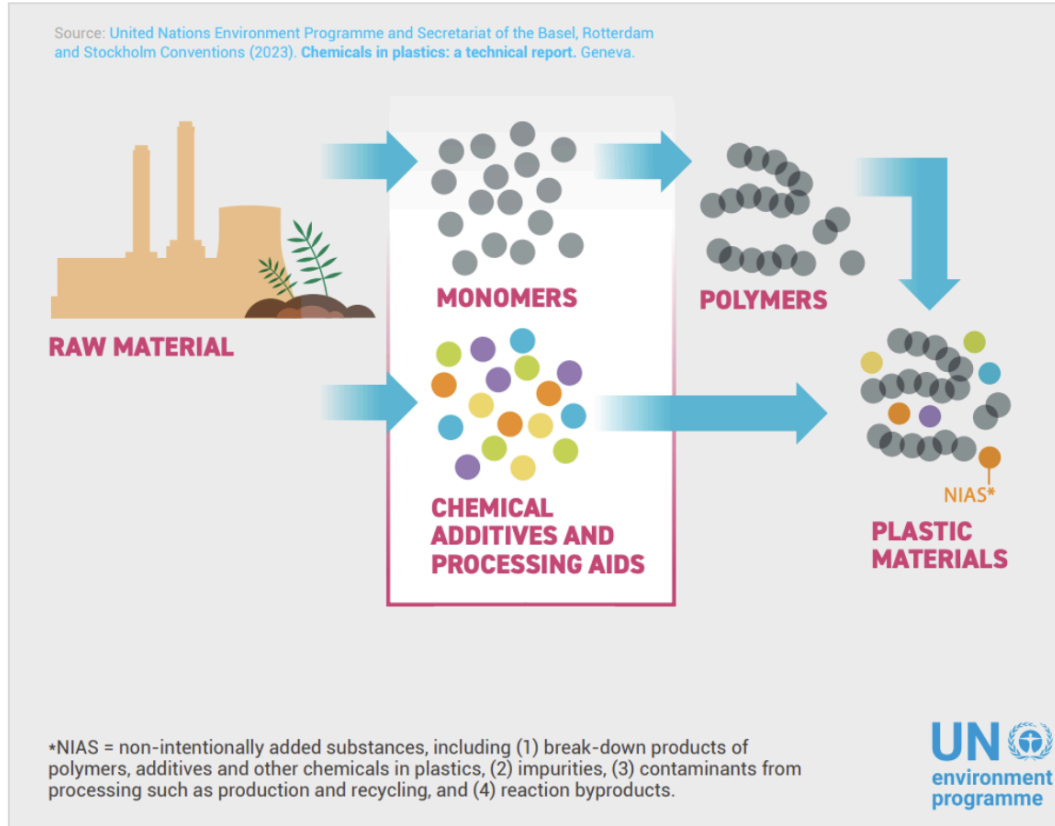 Source: United Nations Environment Programme and Secretariat of the Basel, Rotterdam
and Stockholm Conventions (2023). Chemicals in plastics: a technical report. Geneva.
RAW MATERIAL
MONOMERS
POLYMERS
CHEMICAL
ADDITIVES AND
PROCESSING AIDS
NIAS*
PLASTIC
MATERIALS
*NIAS = non-intentionally added substances, including (1) break-down products of
polymers, additives and other chemicals in plastics, (2) impurities, (3) contaminants from
processing such as production and recycling, and (4) reaction byproducts.
UN
environment
programme